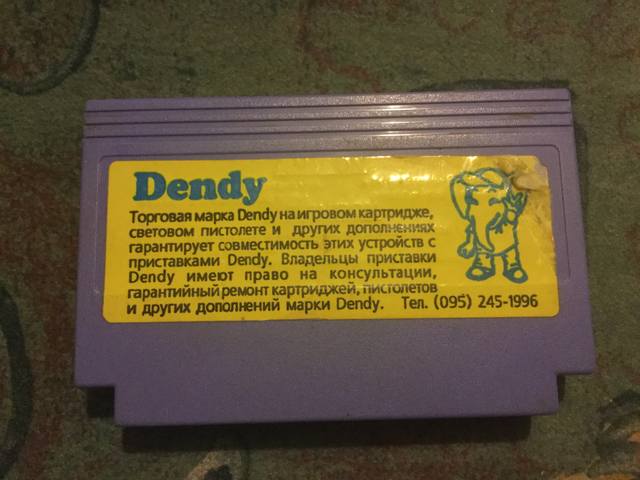 Dendy
Торговая марка Dendy на игровом картридже,
световом пистолете и других дополнениях
гарантирует совместимость этих устройств с
приставками Dendy. Владельцы приставки
Dendy имеют право на консультации,
гарантийный ремонт картриджей, пистолетов
и других дополнений марки Dendy. Тел. (095) 245-1996